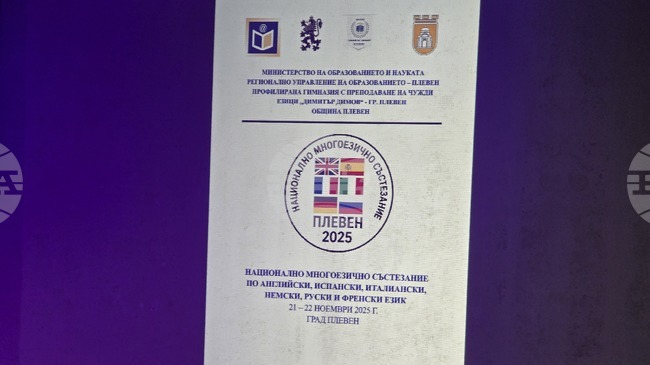 МИНИСТЕРСТВО НА ОБРАЗОВАНИЕТО И НАУКАТА
РЕГИОНАЛНО УПРАВЛЕНИЕ НА ОБРАЗОВАНИЕТО – ПЛЕВЕН
ПРОФИЛИРАНА ГИМНАЗИЯ С ПРЕПОДАВАНЕ НА ЧУЖДИ
ЕЗИЦИ „ДИМИТЪР ДИМОВ“ - ГР. ПЛЕВЕН
ОБЩИНА ПЛЕВЕН
НАЦИОНАЛНО МНОГОЕЗИЧНО СЪСТЕЗАНИЕ
ПЛЕВЕН
2025
НАЦИОНАЛНО МНОГОЕЗИЧНО СЪСТЕЗАНИЕ
ПО АНГЛИЙСКИ, ИСПАНСКИ, ИТАЛИАНСКИ,
НЕМСКИ, РУСКИ И ФРЕНСКИ ЕЗИК
21 – 22 НОЕМВРИ 2025 Г.
ГРАД ПЛЕВЕН